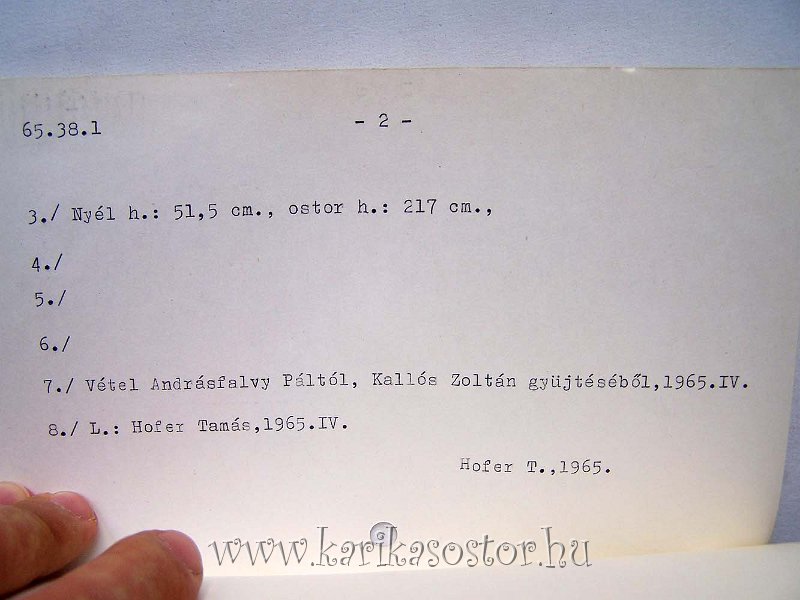 65.38.1 - 2 -
3./ Nyél h.: 51,5 cm., ostor h.: 217 cm.,
4./
5./
6./
7./ Vétel Andrásfalvy Páltól, Kallós Zoltán gyüjtéséből,1965.IV.
8./ L.: Hofer Tamás,1965.IV.
Hofer T.,1965.
www.karikasostor.hu